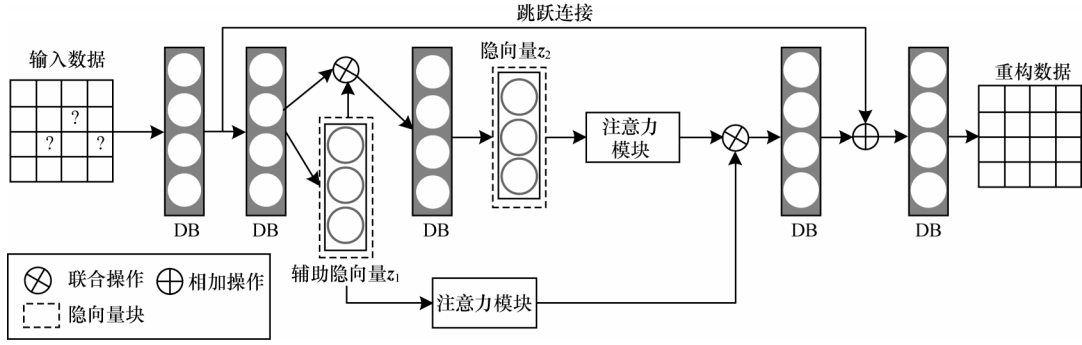 跳跃连接
输入数据
?
?
?
DB
DB
辅助隐向量z₁
DB
隐向量z₂
注意力
模块
注意力模块
DB
DB
重构数据
联合操作
相加操作
隐向量块